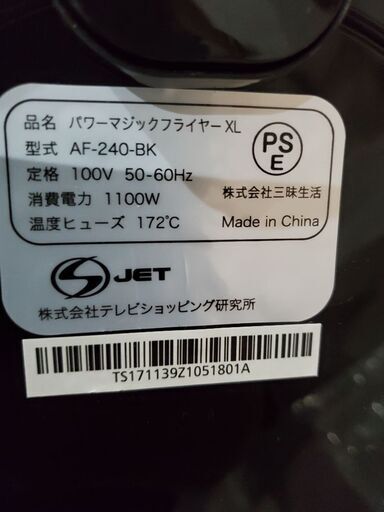 品名 パワーマジックフライヤー XL
型式 AF-240-BK
定格 100V 50-60Hz
消費電力 1100W
温度ヒューズ 172℃
PS
E
株式会社三昧生活
Made in China
S JET
株式会社テレビショッピング研究所
TS171139Z1051801A